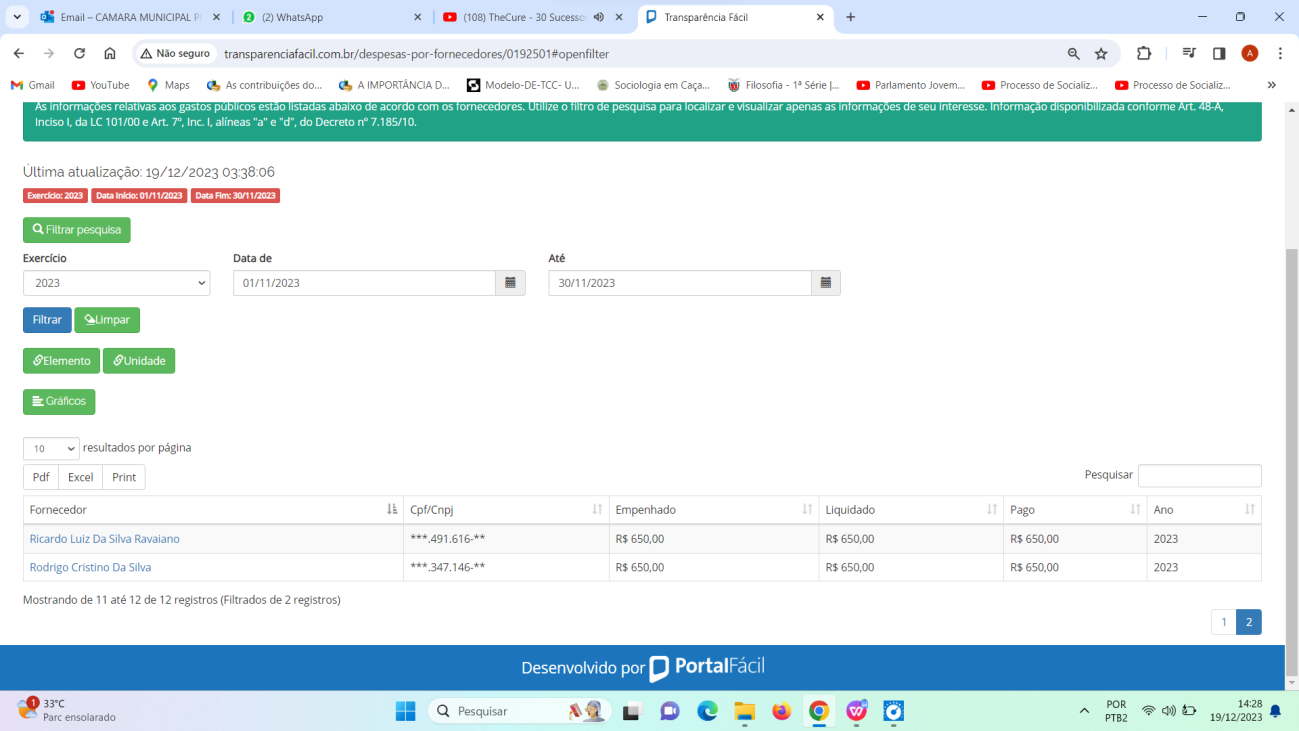 Email – CAMARA MUNICIPAL P
(2) WhatsApp
(108) TheCure - 30 Sucesso
Transparência Fácil
Não seguro
transparenciafacil.com.br/despesas-por-fornecedores/0192501#openfilter
A
Gmail
YouTube
Maps
As contribuições do...
A IMPORTÂNCIA D...
Modelo-DE-TCC- U...
Sociologia em Caça...
Filosofia - 1ª Série |...
Parlamento Jovem...
Processo de Socializ...
Processo de Socializ...
As informações relativas aos gastos públicos estão listadas abaixo de acordo com os fornecedores. Utilize o filtro de pesquisa para localizar e visualizar apenas as informações de seu interesse. Informação disponibilizada conforme Art. 48-A,
Inciso I, da LC 101/00 e Art. 7º, Inc. I, alíneas "a" e "d", do Decreto nº 7.185/10.
Última atualização: 19/12/2023 03:38:06
Exercício: 2023 Data Início: 01/11/2023 Data Fim: 30/11/2023
Filtrar pesquisa
Exercício Data de Até
2023 01/11/2023 30/11/2023
Filtrar Limpar
Elemento Unidade
Gráficos
10 resultados por página
Pdf Excel Print Pesquisar
Fornecedor Cpf/Cnpj Empenhado Liquidado Pago Ano
Ricardo Luiz Da Silva Ravaiano ***.491.616-** R$ 650,00 R$ 650,00 R$ 650,00 2023
Rodrigo Cristino Da Silva ***.347.146-** R$ 650,00 R$ 650,00 R$ 650,00 2023
Mostrando de 11 até 12 de 12 registros (Filtrados de 2 registros)
1 2
Desenvolvido por PortalFácil
1
33°C
Parc ensolarado
Pesquisar
POR
PTB2
14:28
19/12/2023